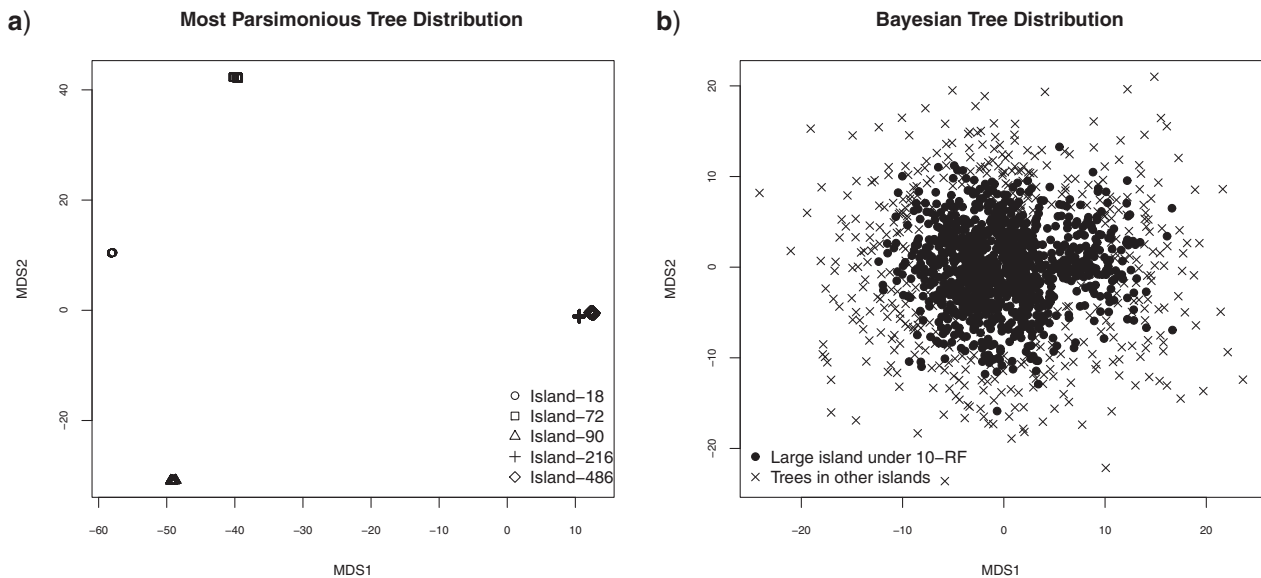 a)
Most Parsimonious Tree Distribution
MDS2
40
20
0
−20
−60
−50
−40
−30
−20
−10
0
10
MDS1
Island−18
Island−72
Island−90
Island−216
Island−486
b)
Bayesian Tree Distribution
MDS2
20
10
0
−10
−20
−20
−10
0
10
20
MDS1
Large island under 10−RF
Trees in other islands